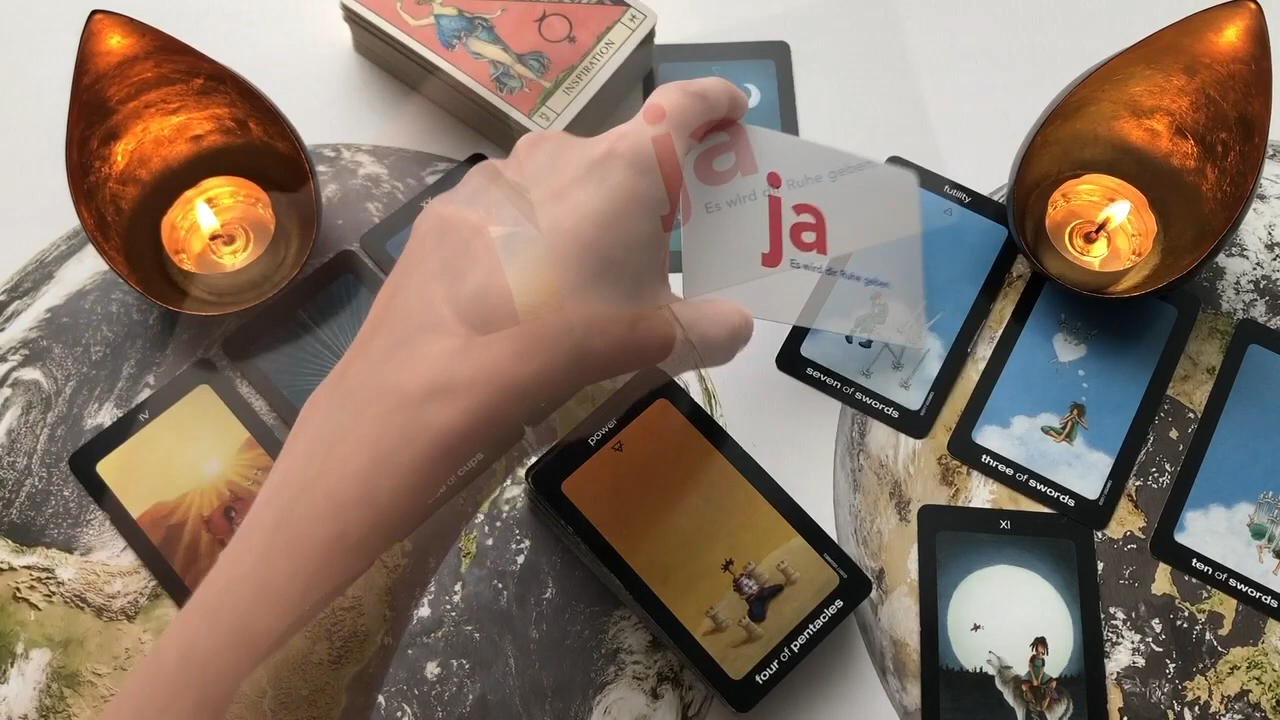 INSPIRATION
ja
Es wird dir Ruhe geben.
ja
Es wird dir Ruhe geben.
futility
seven of swords
three of swords
ten of swords
IV
of cups
power
four of pentacles
XI